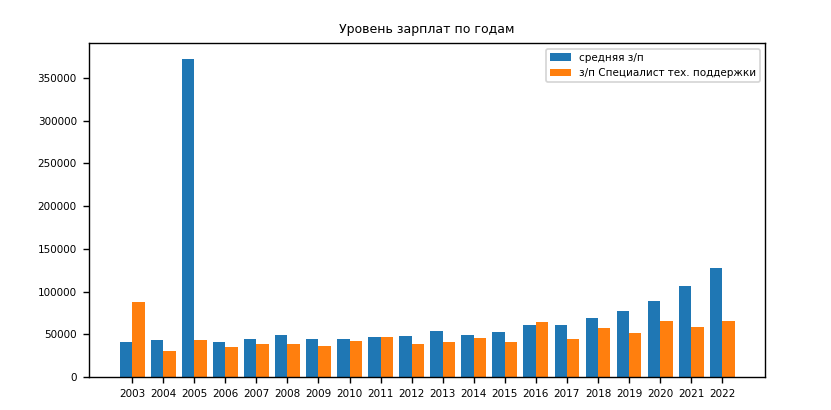 Уровень зарплат по годам
средняя з/п
з/п Специалист тех. поддержки
350000
300000
250000
200000
150000
100000
50000
0
2003 2004 2005 2006 2007 2008 2009 2010 2011 2012 2013 2014 2015 2016 2017 2018 2019 2020 2021 2022